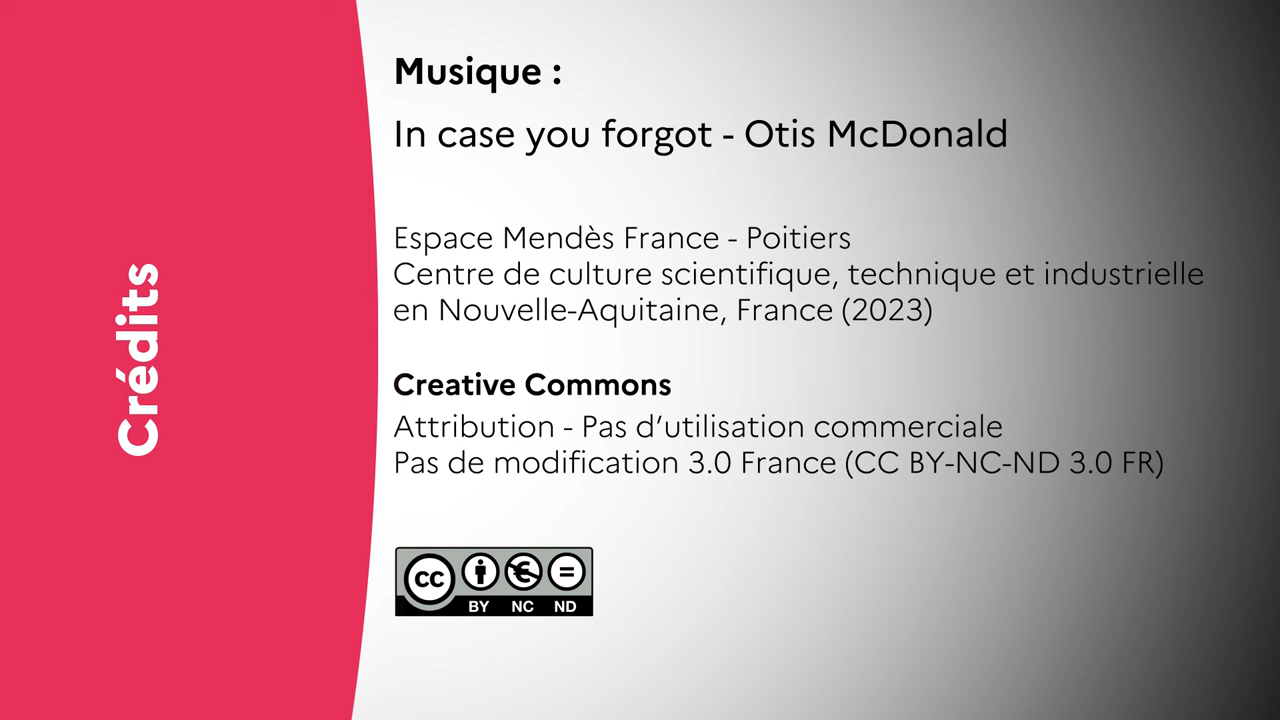 Crédits
Musique :
In case you forgot - Otis McDonald
Espace Mendès France - Poitiers
Centre de culture scientifique, technique et industrielle
en Nouvelle-Aquitaine, France (2023)
Creative Commons
Attribution - Pas d’utilisation commerciale
Pas de modification 3.0 France (CC BY-NC-ND 3.0 FR)
CC
BY NC ND